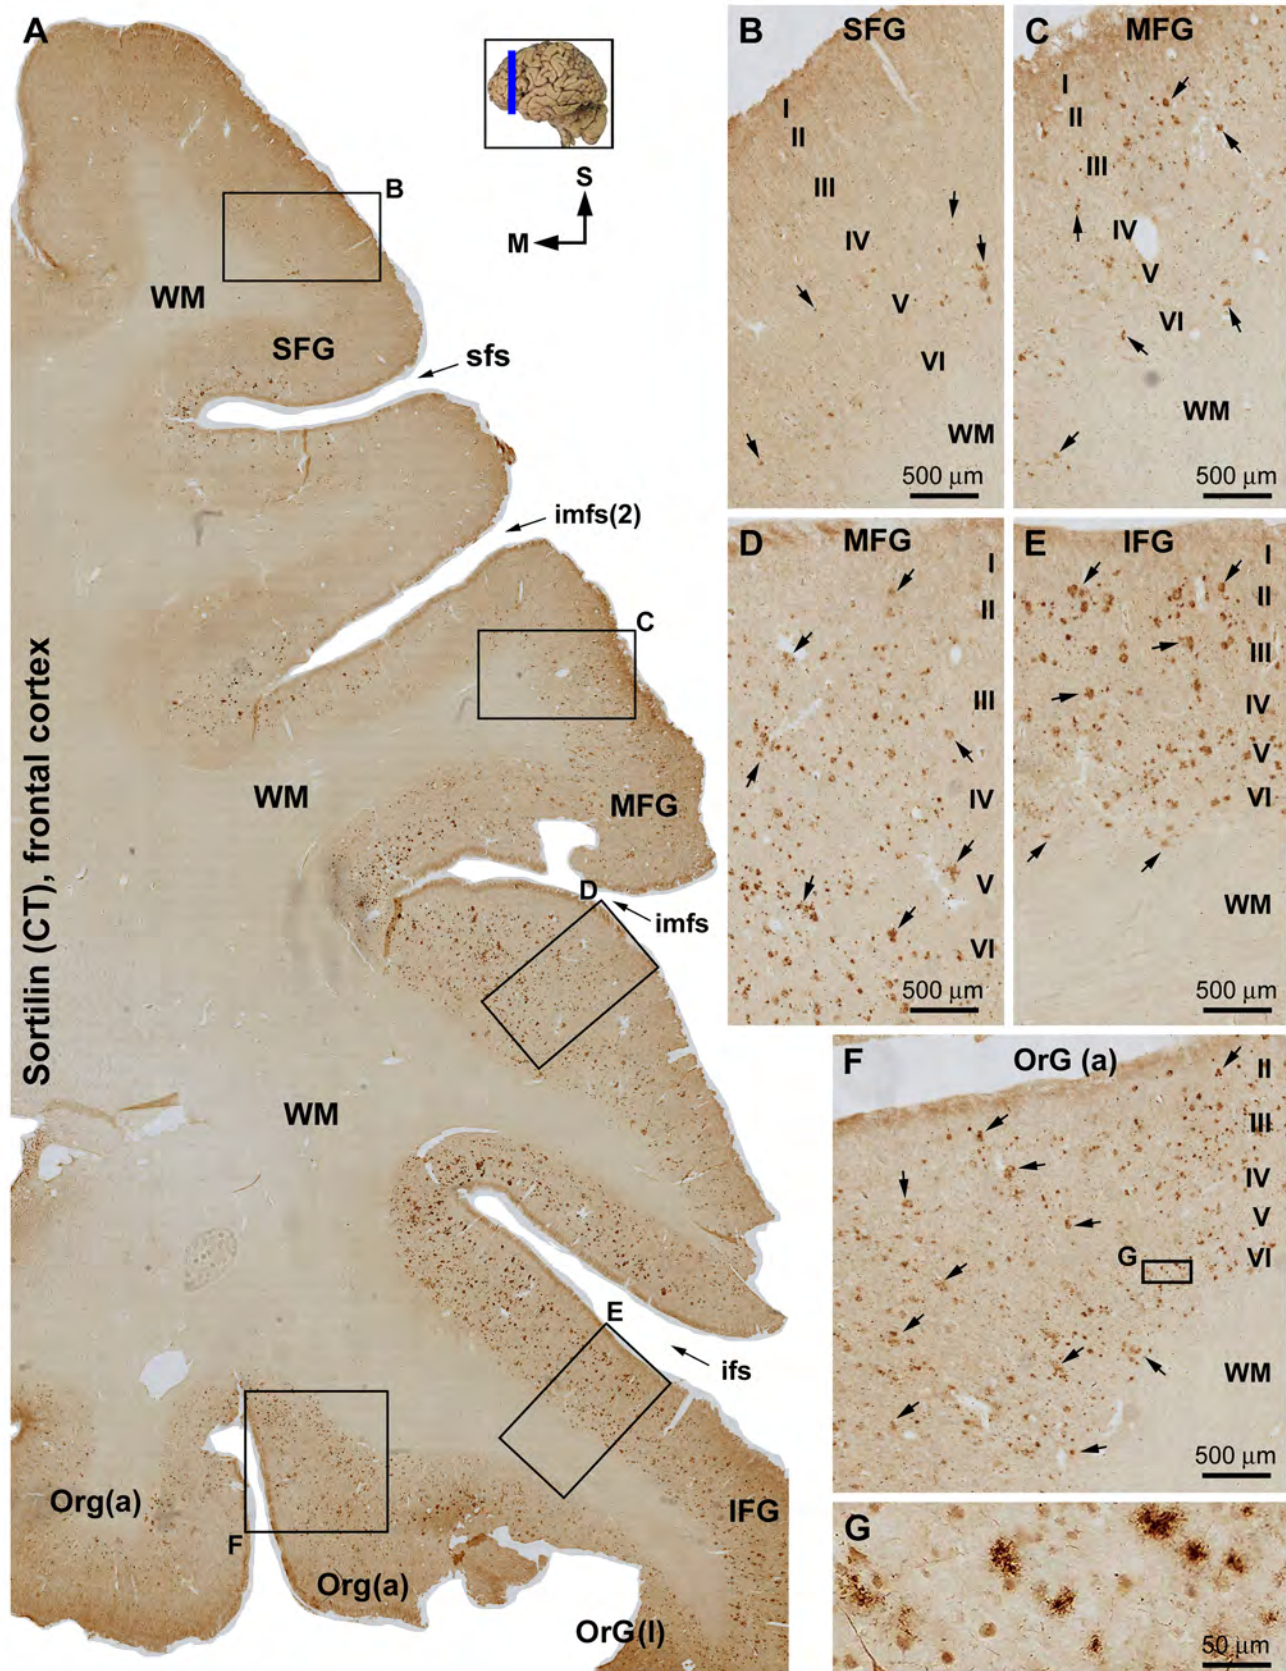 A
B
WM
SFG
sfs
imfs(2)
C
WM
MFG
D
imfs
WM
E
ifs
Org(a)
F
Org(a)
IFG
OrG(l)
Sortilin (CT), frontal cortex
S
M
B
SFG
I
II
III
IV
V
VI
WM
500 μm
C
MFG
I
II
III
IV
V
VI
WM
500 μm
D
MFG
I
II
III
IV
V
VI
500 μm
E
IFG
I
II
III
IV
V
VI
WM
500 μm
F
OrG (a)
II
III
IV
V
VI
G
WM
500 μm
G
50 μm